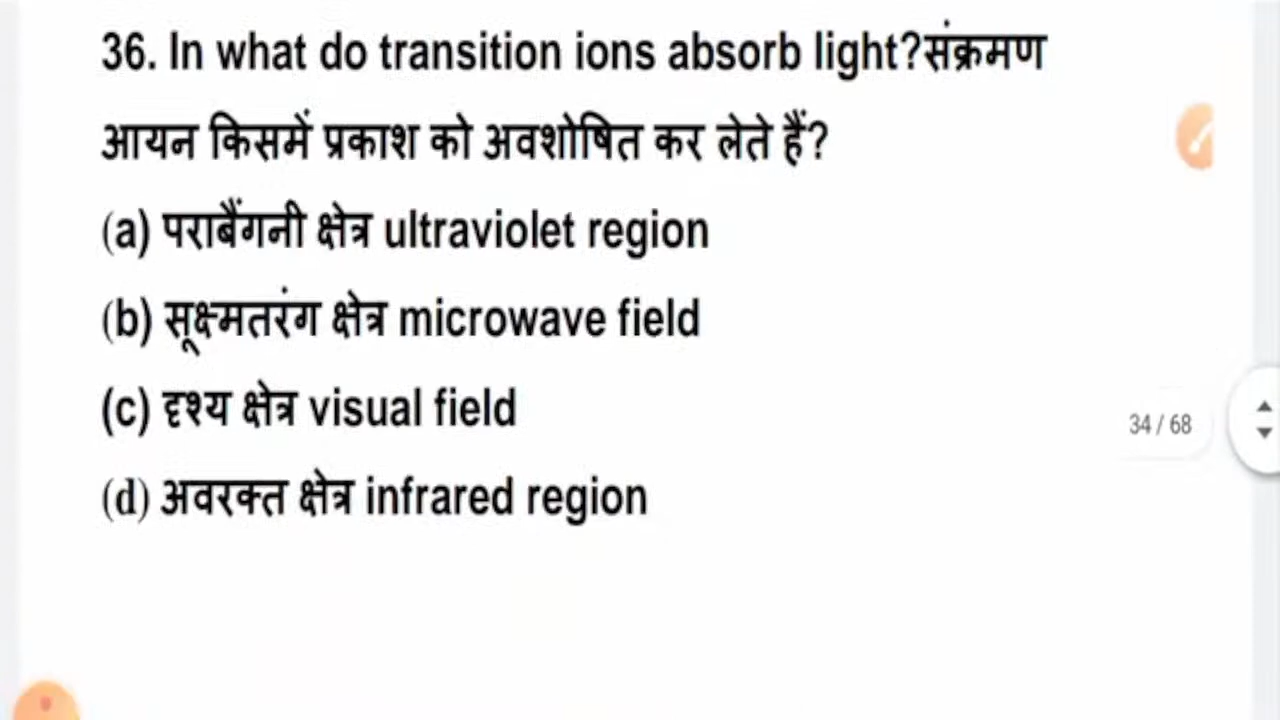 36. In what do transition ions absorb light?संक्रमण
आयन किसमें प्रकाश को अवशोषित कर लेते हैं?
(a) पराबैंगनी क्षेत्र ultraviolet region
(b) सूक्ष्मतरंग क्षेत्र microwave field
(c) दृश्य क्षेत्र visual field
34 / 68
(d) अवरक्त क्षेत्र infrared region